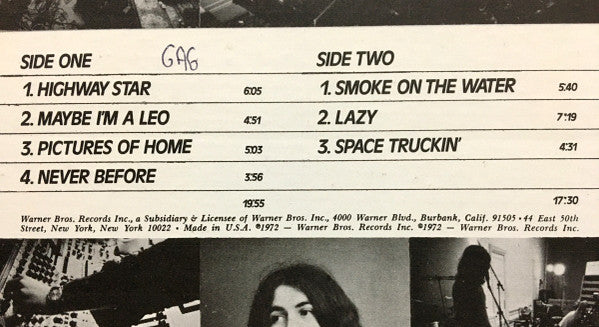 SIDE ONE GAG
1. HIGHWAY STAR 6:05
2. MAYBE I'M A LEO 4:51
3. PICTURES OF HOME 5:03
4. NEVER BEFORE 3:56
19:55
SIDE TWO
1. SMOKE ON THE WATER 5:40
2. LAZY 7:19
3. SPACE TRUCKIN' 4:31
17:30
Warner Bros. Records Inc., a Subsidiary & Licensee of Warner Bros. Inc., 4000 Warner Blvd., Burbank, Calif. 91505 • 44 East 50th
Street, New York, New York 10022 • Made in U.S.A. ℗1972 — Warner Bros. Records Inc. ©1972 — Warner Bros. Records Inc.